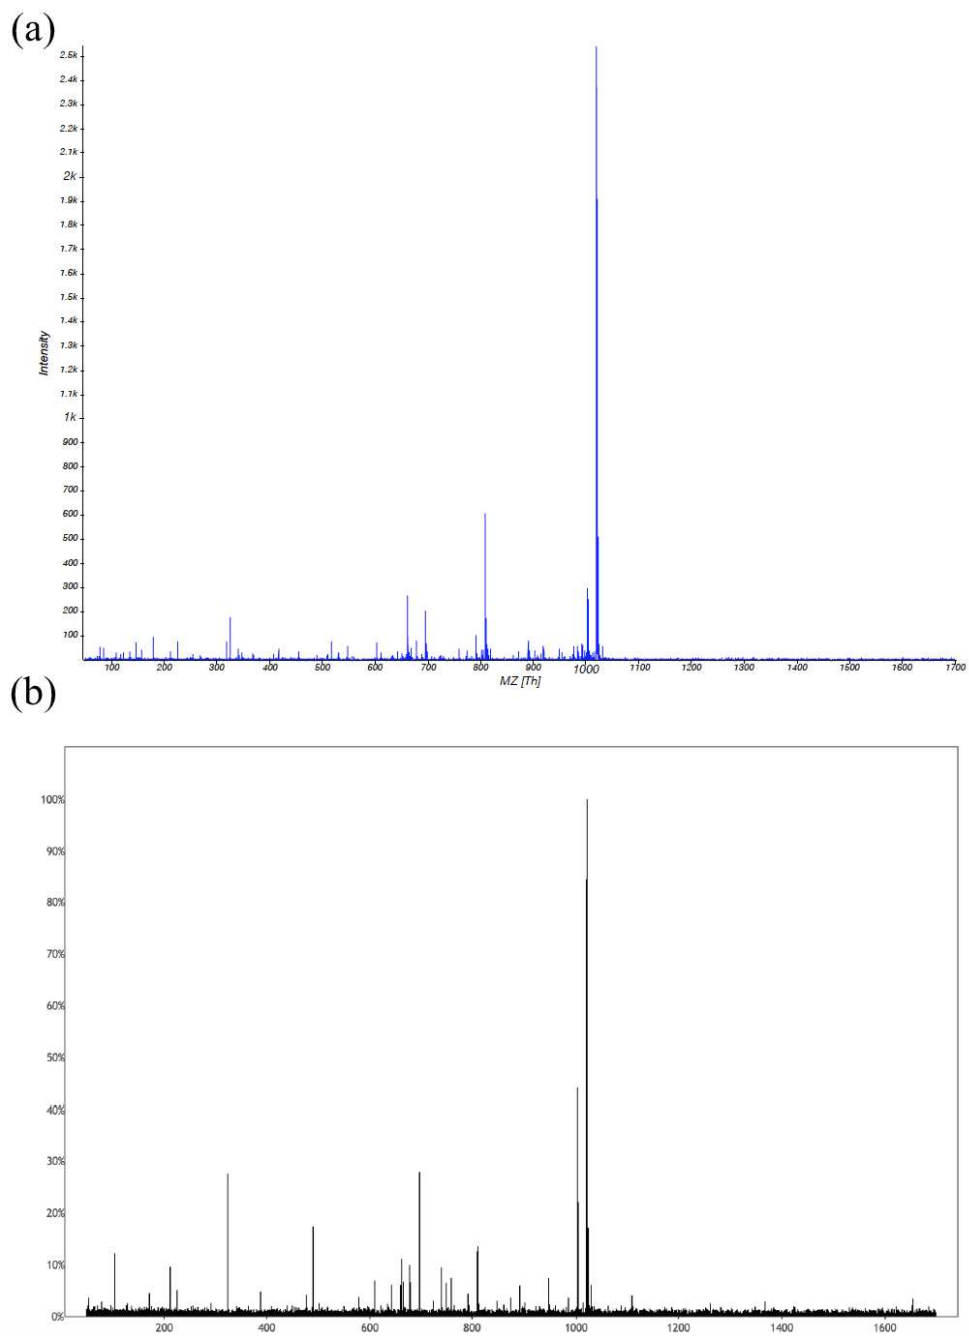 (a)
2.5k
2.4k
2.3k
2.2k
2.1k
2k
1.9k
1.8k
1.7k
1.6k
1.5k
1.4k
1.3k
1.2k
1.1k
1k
900
800
700
600
500
400
300
200
100
Intensity
100 200 300 400 500 600 700 800 900 1000 1100 1200 1300 1400 1500 1600 1700
MZ [Th]
(b)
100%
90%
80%
70%
60%
50%
40%
30%
20%
10%
0%
200 400 600 800 1000 1200 1400 1600